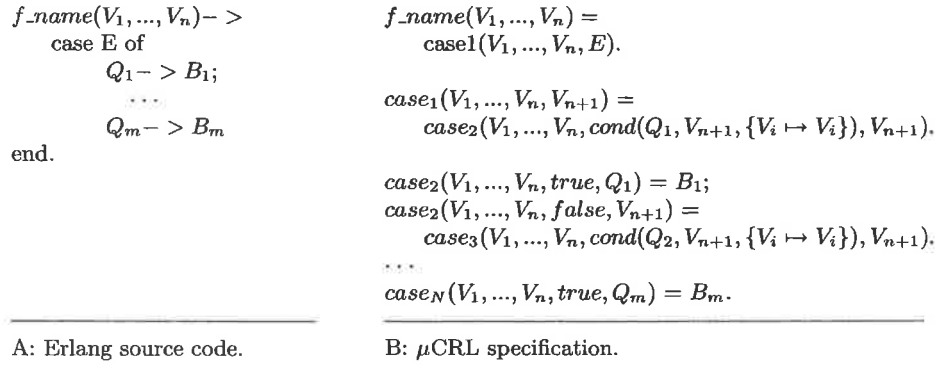 f_name(V₁, ..., Vₙ)− >
case E of
Q₁− > B₁;
...
Qₘ− > Bₘ
end.
A: Erlang source code.
f_name(V₁, ..., Vₙ) =
case1(V₁, ..., Vₙ, E).
case₁(V₁, ..., Vₙ, Vₙ₊₁) =
case₂(V₁, ..., Vₙ, cond(Q₁, Vₙ₊₁, {Vᵢ ↦ Vᵢ}), Vₙ₊₁).
case₂(V₁, ..., Vₙ, true, Q₁) = B₁;
case₂(V₁, ..., Vₙ, false, Vₙ₊₁) =
case₃(V₁, ..., Vₙ, cond(Q₂, Vₙ₊₁, {Vᵢ ↦ Vᵢ}), Vₙ₊₁).
...
case_N(V₁, ..., Vₙ, true, Qₘ) = Bₘ.
B: μCRL specification.